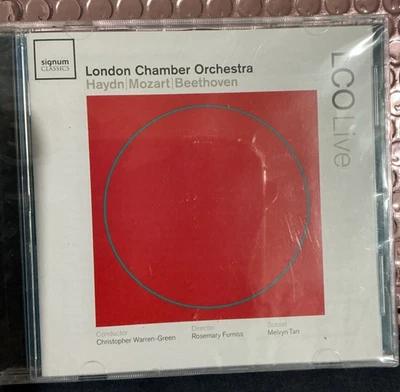 signum
CLASSICS
London Chamber Orchestra
Haydn|Mozart|Beethoven
LCO Live
Conductor
Christopher Warren-Green
Director
Rosemary Furniss
Soloist
Melvyn Tan